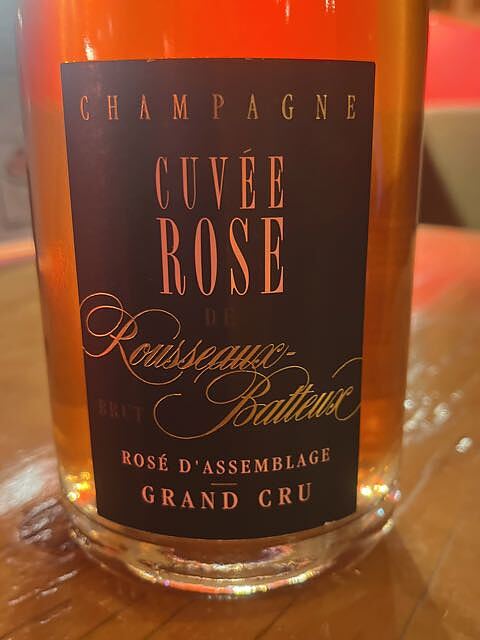 CHAMPAGNE
CUVÉE
ROSE
DE
Rousseaux-
BRUT Batteux
ROSÉ D'ASSEMBLAGE
GRAND CRU